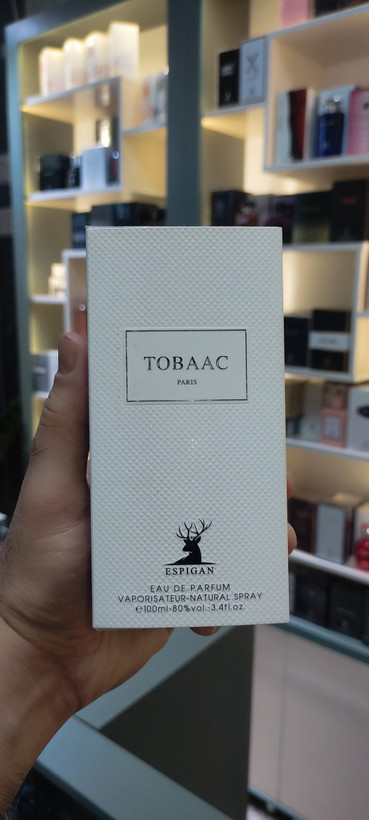 TOBAAC
PARIS
ESPIGAN
EAU DE PARFUM
VAPORISATEUR-NATURAL SPRAY
℮100ml-80%vol.-3.4fl.oz.